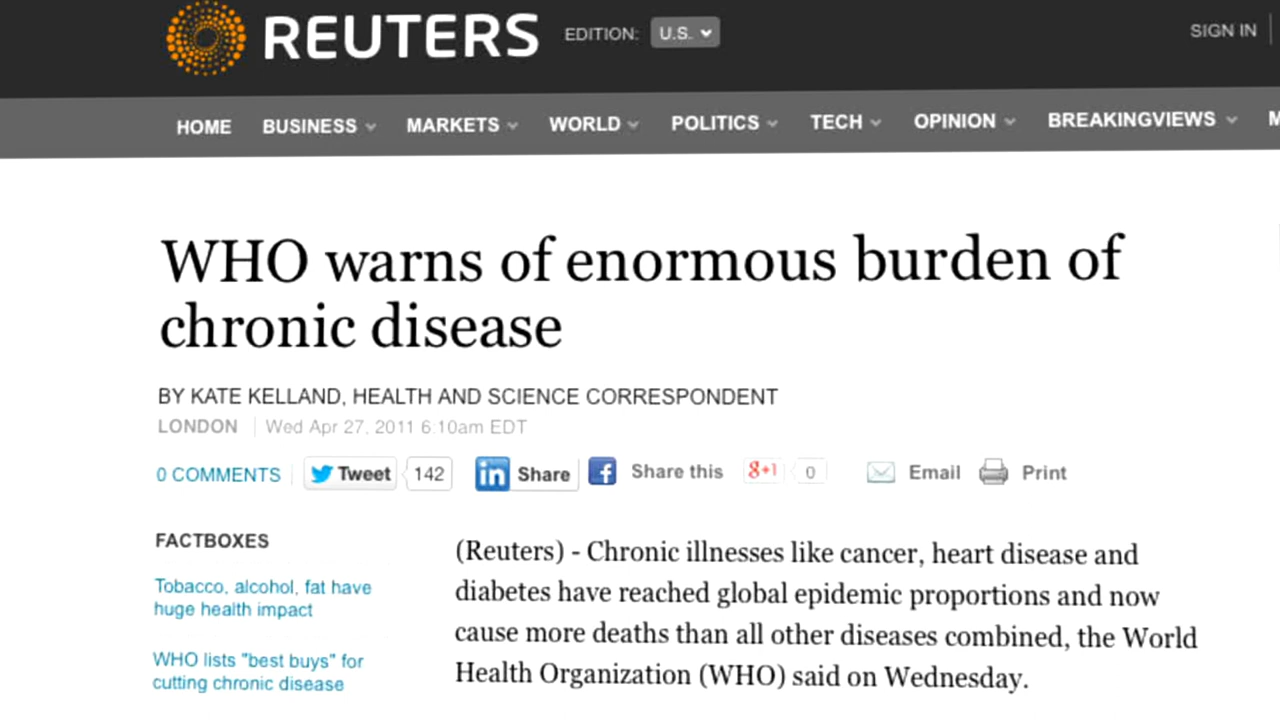 REUTERS EDITION: U.S. SIGN IN
HOME BUSINESS MARKETS WORLD POLITICS TECH OPINION BREAKINGVIEWS M
WHO warns of enormous burden of
chronic disease
BY KATE KELLAND, HEALTH AND SCIENCE CORRESPONDENT
LONDON Wed Apr 27, 2011 6:10am EDT
0 COMMENTS Tweet 142 in Share f Share this 8+1 0 Email Print
FACTBOXES
Tobacco, alcohol, fat have
huge health impact
WHO lists "best buys" for
cutting chronic disease
(Reuters) - Chronic illnesses like cancer, heart disease and
diabetes have reached global epidemic proportions and now
cause more deaths than all other diseases combined, the World
Health Organization (WHO) said on Wednesday.